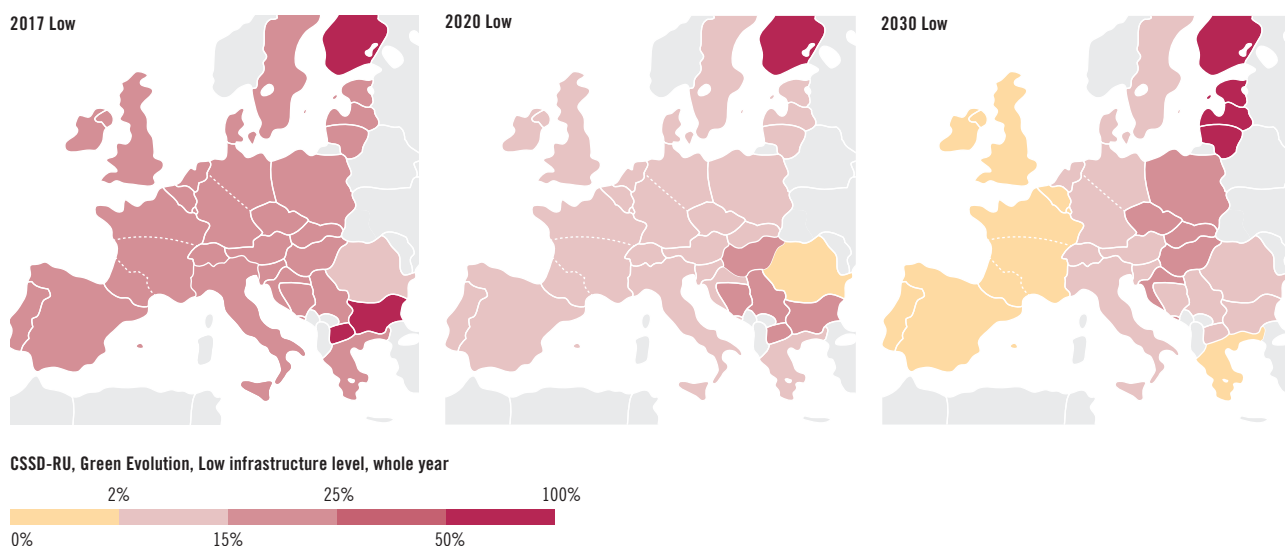 2017 Low
2020 Low
2030 Low
CSSD-RU, Green Evolution, Low infrastructure level, whole year
2% 25% 100%
0% 15% 50%